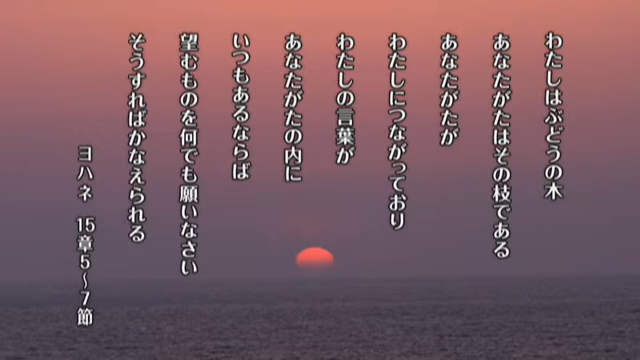 わたしはぶどうの木
あなたがたはその枝である
あなたがたが
わたしにつながっており
わたしの言葉が
あなたがたの内に
いつもあるならば
望むものを何でも願いなさい
そうすればかなえられる
ヨハネ 15章5~7節